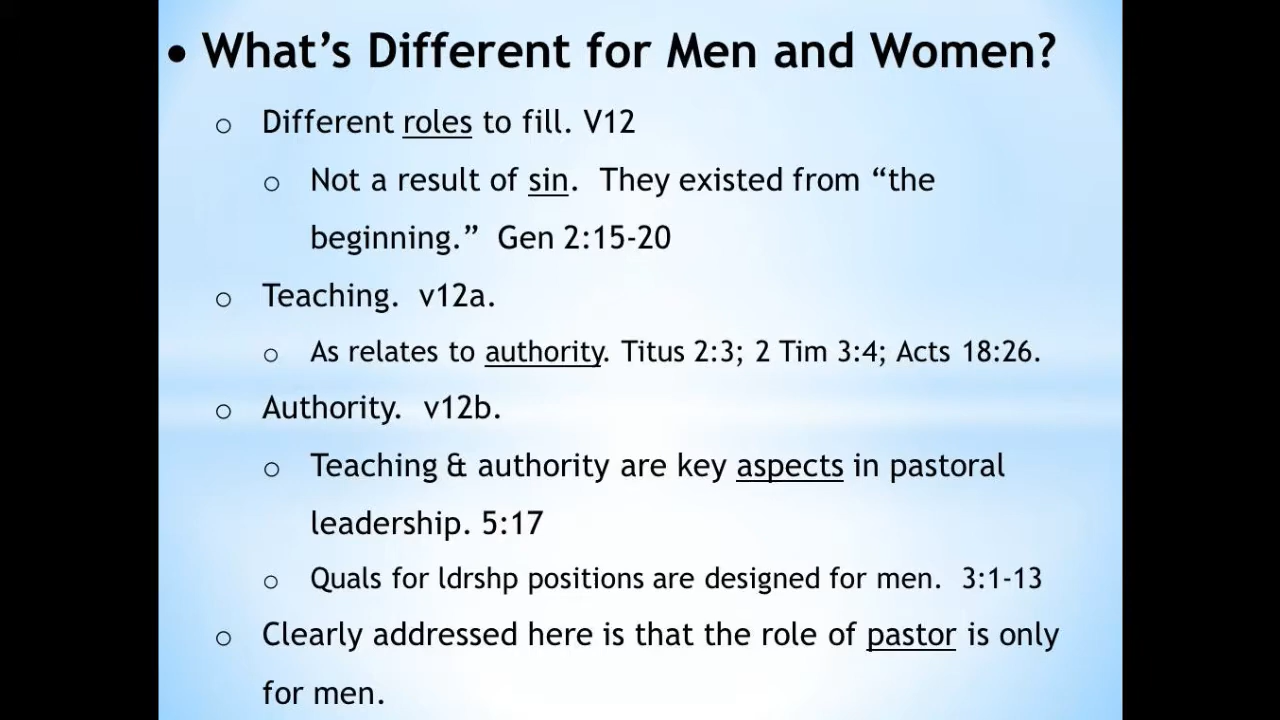 • What's Different for Men and Women?
o Different roles to fill. V12
o Not a result of sin. They existed from “the
beginning.” Gen 2:15-20
o Teaching. v12a.
o As relates to authority. Titus 2:3; 2 Tim 3:4; Acts 18:26.
o Authority. v12b.
o Teaching & authority are key aspects in pastoral
leadership. 5:17
o Quals for ldrshp positions are designed for men. 3:1-13
o Clearly addressed here is that the role of pastor is only
for men.